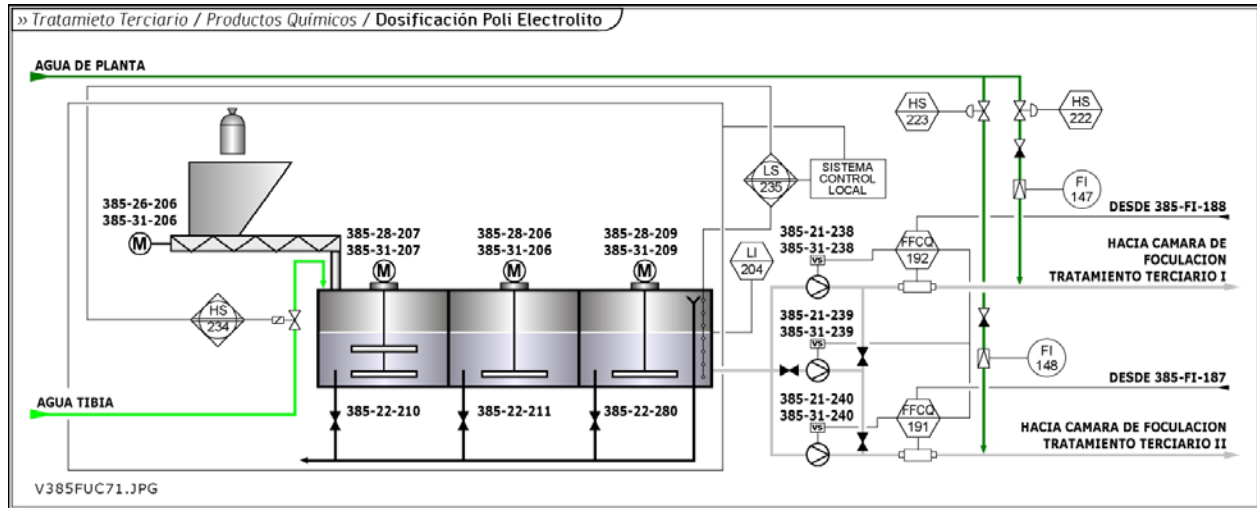 » Tratamieto Terciario / Productos Químicos / Dosificación Poli Electrolito
AGUA DE PLANTA
HS
223
HS
222
LS
235
SISTEMA
CONTROL
LOCAL
FI
147
385-26-206
385-31-206
M
DESDE 385-FI-188
385-28-207
385-31-207
M
385-28-206
385-31-206
M
385-28-209
385-31-209
M
LI
204
385-21-238
385-31-238
VS
FFCQ
192
HACIA CAMARA DE
FOCULACION
TRATAMIENTO TERCIARIO I
HS
234
385-21-239
385-31-239
VS
FI
148
DESDE 385-FI-187
AGUA TIBIA
385-22-210
385-22-211
385-22-280
385-21-240
385-31-240
VS
FFCQ
191
HACIA CAMARA DE FOCULACION
TRATAMIENTO TERCIARIO II
V385FUC71.JPG